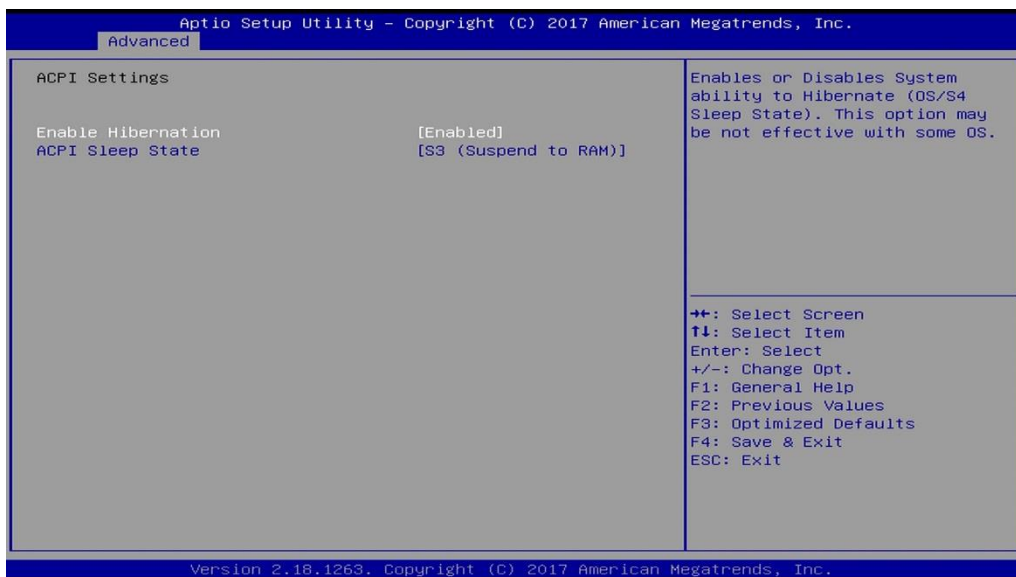 Aptio Setup Utility – Copyright (C) 2017 American Megatrends, Inc.
Advanced
ACPI Settings
Enable Hibernation [Enabled]
ACPI Sleep State [S3 (Suspend to RAM)]
Enables or Disables System
ability to Hibernate (OS/S4
Sleep State). This option may
be not effective with some OS.
→←: Select Screen
↑↓: Select Item
Enter: Select
+/-: Change Opt.
F1: General Help
F2: Previous Values
F3: Optimized Defaults
F4: Save & Exit
ESC: Exit
Version 2.18.1263. Copyright (C) 2017 American Megatrends, Inc.